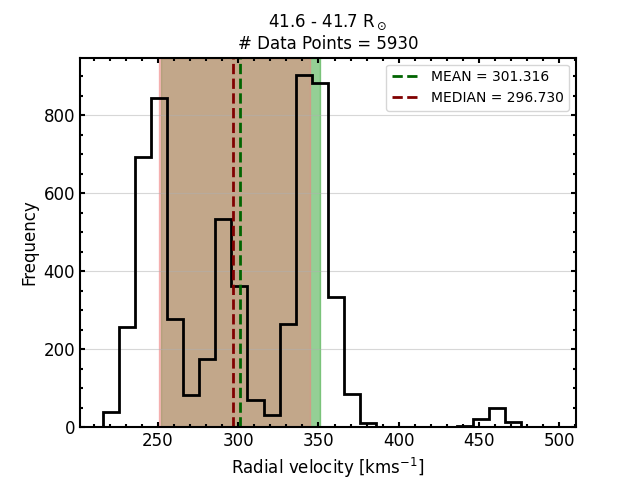 41.6 - 41.7 R⊙
# Data Points = 5930
MEAN = 301.316
MEDIAN = 296.730
Frequency
800
600
400
200
0
250 300 350 400 450 500
Radial velocity [kms⁻¹]